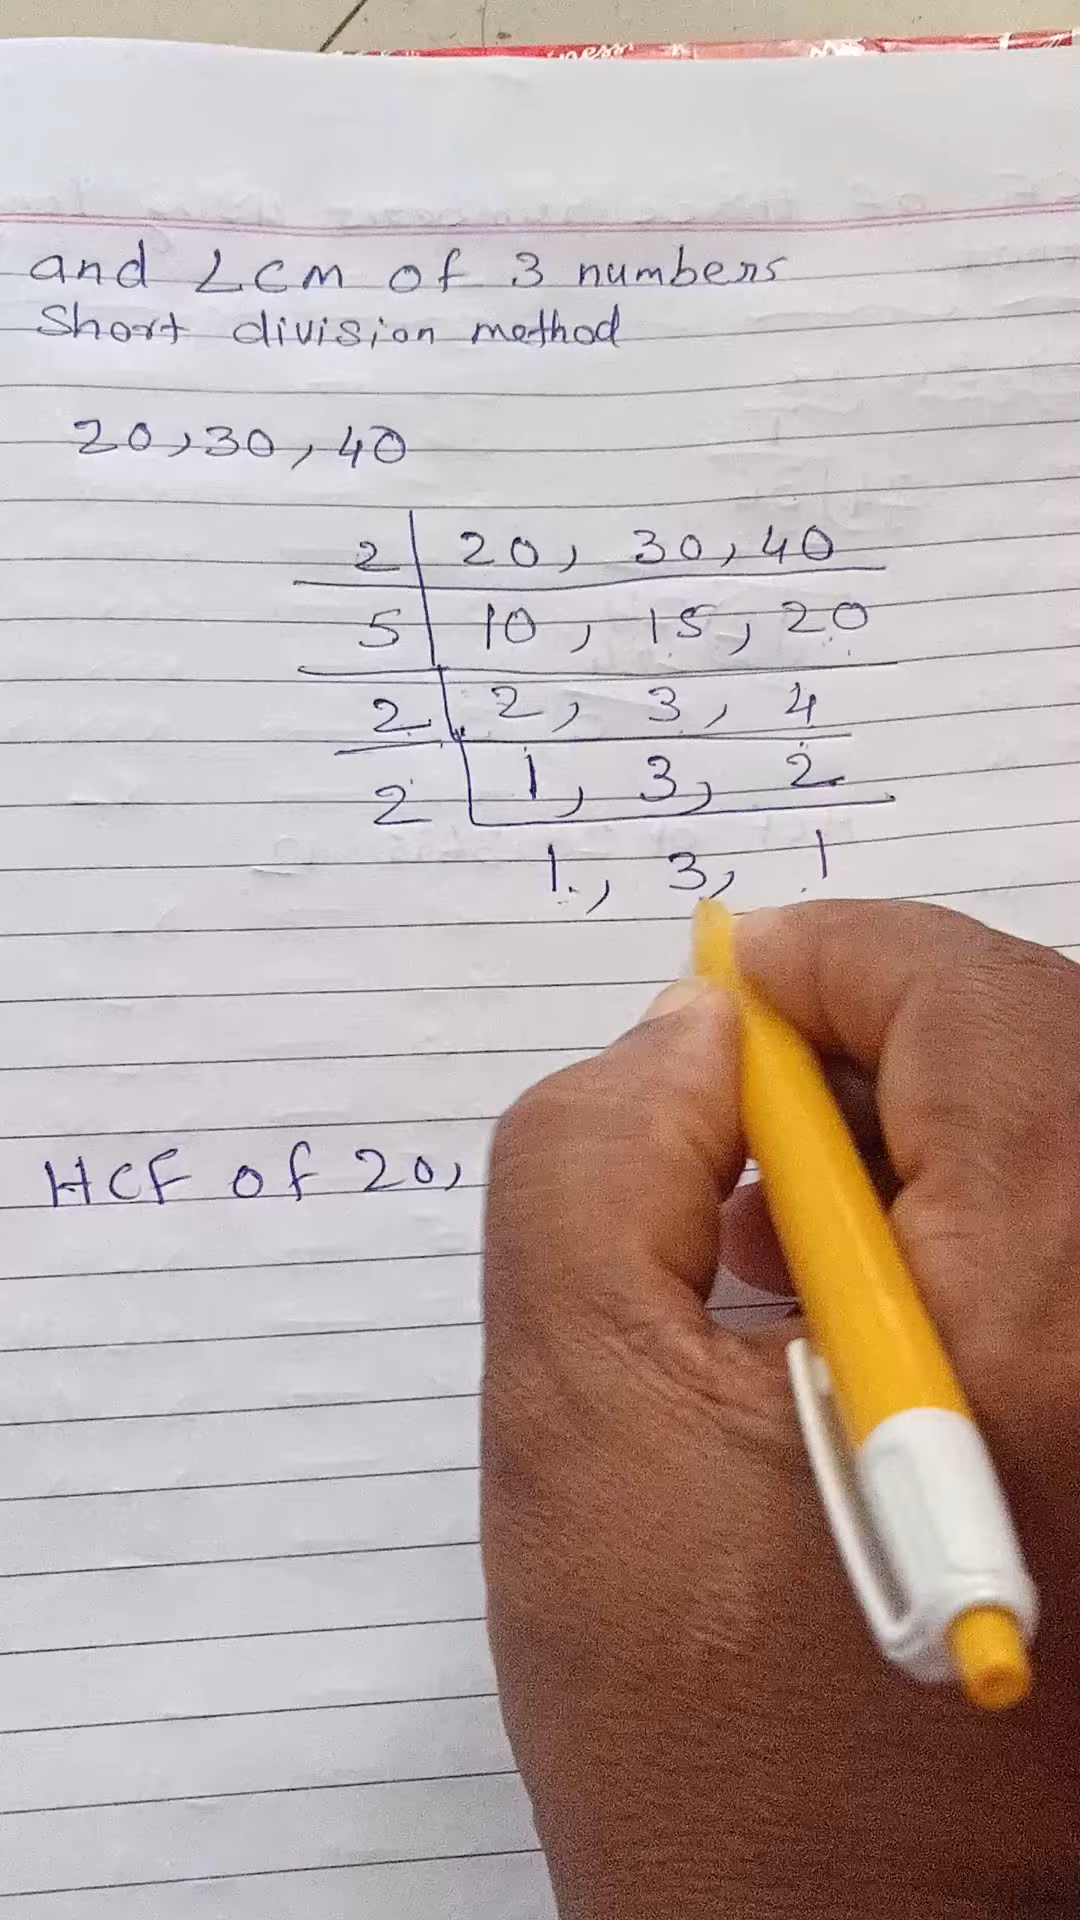 and LCM of 3 numbers
Short division method
20, 30, 40
2 20, 30, 40
5 10, 15, 20
2 2, 3, 4
2 1, 3, 2
1, 3, 1
HCF of 20,